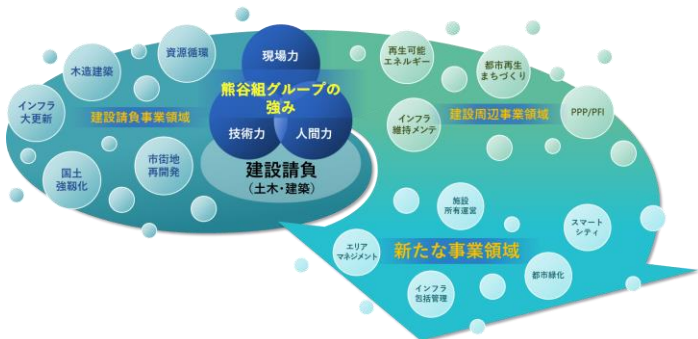 資源循環
木造建築
インフラ
大更新
建設請負事業領域
国土
強靱化
市街地
再開発
現場力
熊谷組グループの
強み
技術力
人間力
建設請負
（土木・建築）
再生可能
エネルギー
都市再生
まちづくり
インフラ
維持メンテ
建設周辺事業領域
PPP/PFI
施設
所有運営
スマート
シティ
エリア
マネジメント
新たな事業領域
都市緑化
インフラ
包括管理